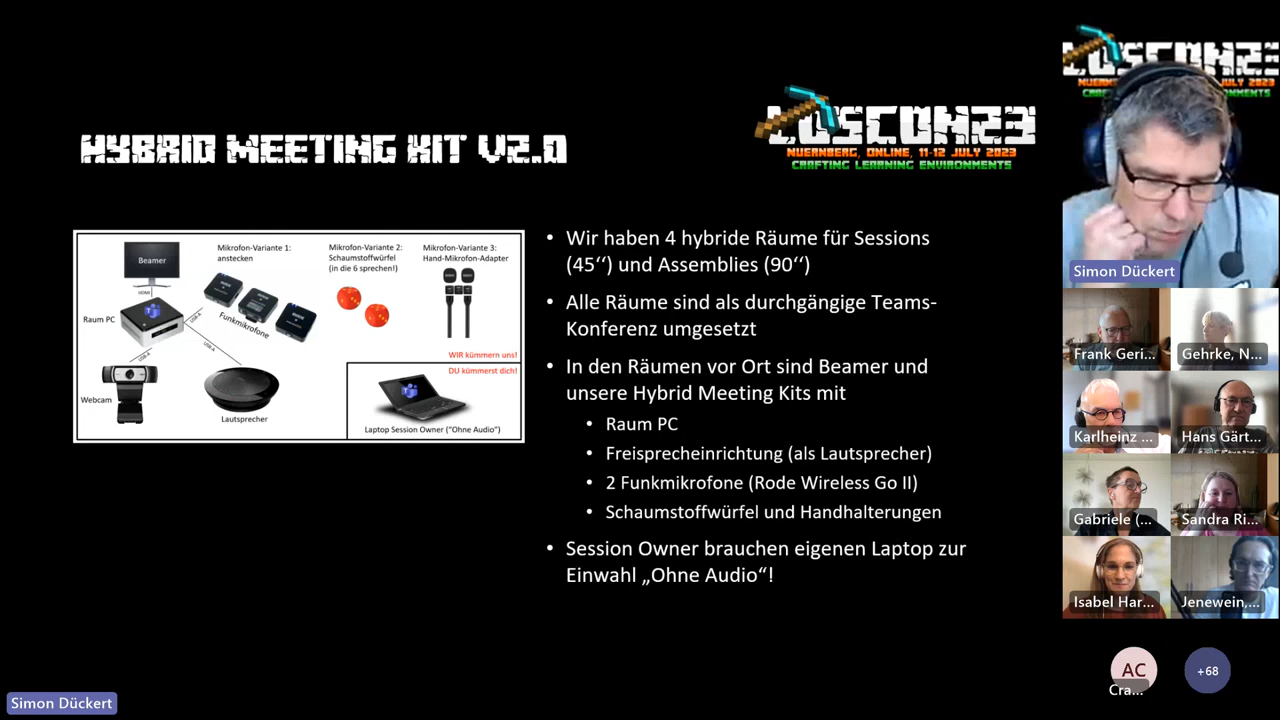 HYBRID MEETING KIT V2.0
LOSCON23
NUERNBERG, ONLINE, 11-12 JULY 2023
CRAFTING LEARNING ENVIRONMENTS
Beamer
HDMI
Raum PC
USB-A
USB-A
USB-A
Webcam
Lautsprecher
Mikrofon-Variante 1:
anstecken
Funkmikrofone
Mikrofon-Variante 2:
Schaumstoffwürfel
(in die 6 sprechen!)
Mikrofon-Variante 3:
Hand-Mikrofon-Adapter
WIR kümmern uns!
DU kümmerst dich!
Laptop Session Owner ("Ohne Audio")
• Wir haben 4 hybride Räume für Sessions
(45‘‘) und Assemblies (90‘‘)
• Alle Räume sind als durchgängige Teams-
Konferenz umgesetzt
• In den Räumen vor Ort sind Beamer und
unsere Hybrid Meeting Kits mit
• Raum PC
• Freisprecheinrichtung (als Lautsprecher)
• 2 Funkmikrofone (Rode Wireless Go II)
• Schaumstoffwürfel und Handhalterungen
• Session Owner brauchen eigenen Laptop zur
Einwahl „Ohne Audio“!
Simon Dückert
Frank Geri...
Gehrke, N...
Karlheinz ...
Hans Gärt...
Gabriele (...
Sandra Ri...
Isabel Har...
Jenewein,...
AC
Cra...
+68
Simon Dückert